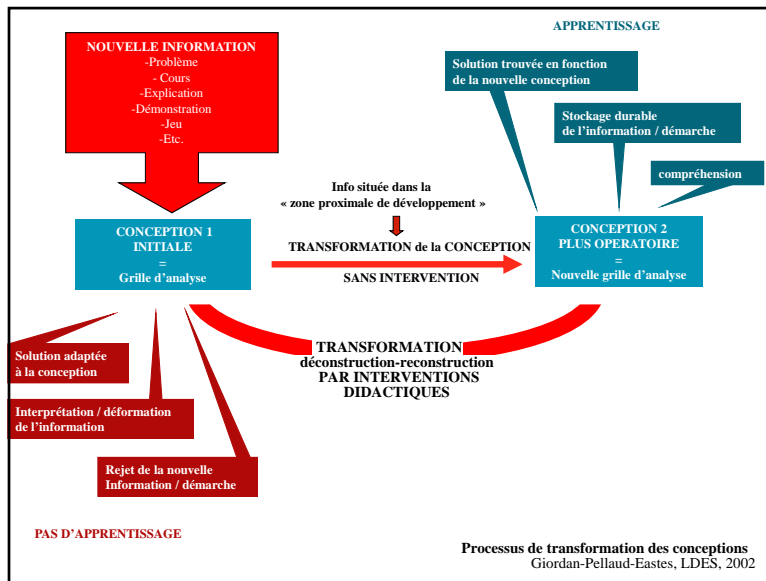 NOUVELLE INFORMATION
-Problème
- Cours
-Explication
-Démonstration
-Jeu
-Etc.
APPRENTISSAGE
Solution trouvée en fonction
de la nouvelle conception
Stockage durable
de l’information / démarche
compréhension
Info située dans la
« zone proximale de développement »
CONCEPTION 1
INITIALE
=
Grille d’analyse
TRANSFORMATION de la CONCEPTION
SANS INTERVENTION
CONCEPTION 2
PLUS OPERATOIRE
=
Nouvelle grille d’analyse
TRANSFORMATION
déconstruction-reconstruction
PAR INTERVENTIONS
DIDACTIQUES
Solution adaptée
à la conception
Interprétation / déformation
de l’information
Rejet de la nouvelle
Information / démarche
PAS D’APPRENTISSAGE
Processus de transformation des conceptions
Giordan-Pellaud-Eastes, LDES, 2002